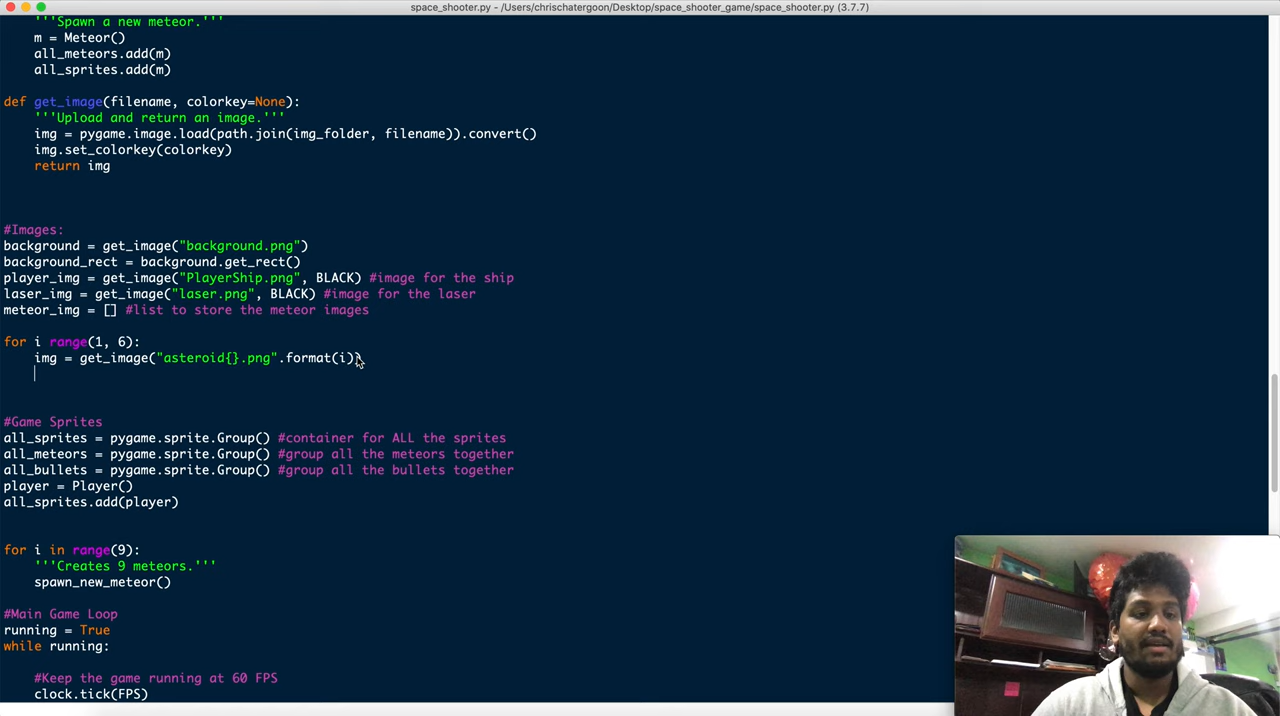 space_shooter.py - /Users/chrischatergoon/Desktop/space_shooter_game/space_shooter.py (3.7.7)
'''Spawn a new meteor.'''
m = Meteor()
all_meteors.add(m)
all_sprites.add(m)
def get_image(filename, colorkey=None):
'''Upload and return an image.'''
img = pygame.image.load(path.join(img_folder, filename)).convert()
img.set_colorkey(colorkey)
return img
#Images:
background = get_image("background.png")
background_rect = background.get_rect()
player_img = get_image("PlayerShip.png", BLACK) #image for the ship
laser_img = get_image("laser.png", BLACK) #image for the laser
meteor_img = [] #list to store the meteor images
for i range(1, 6):
img = get_image("asteroid{}.png".format(i))
#Game Sprites
all_sprites = pygame.sprite.Group() #container for ALL the sprites
all_meteors = pygame.sprite.Group() #group all the meteors together
all_bullets = pygame.sprite.Group() #group all the bullets together
player = Player()
all_sprites.add(player)
for i in range(9):
'''Creates 9 meteors.'''
spawn_new_meteor()
#Main Game Loop
running = True
while running:
#Keep the game running at 60 FPS
clock.tick(FPS)